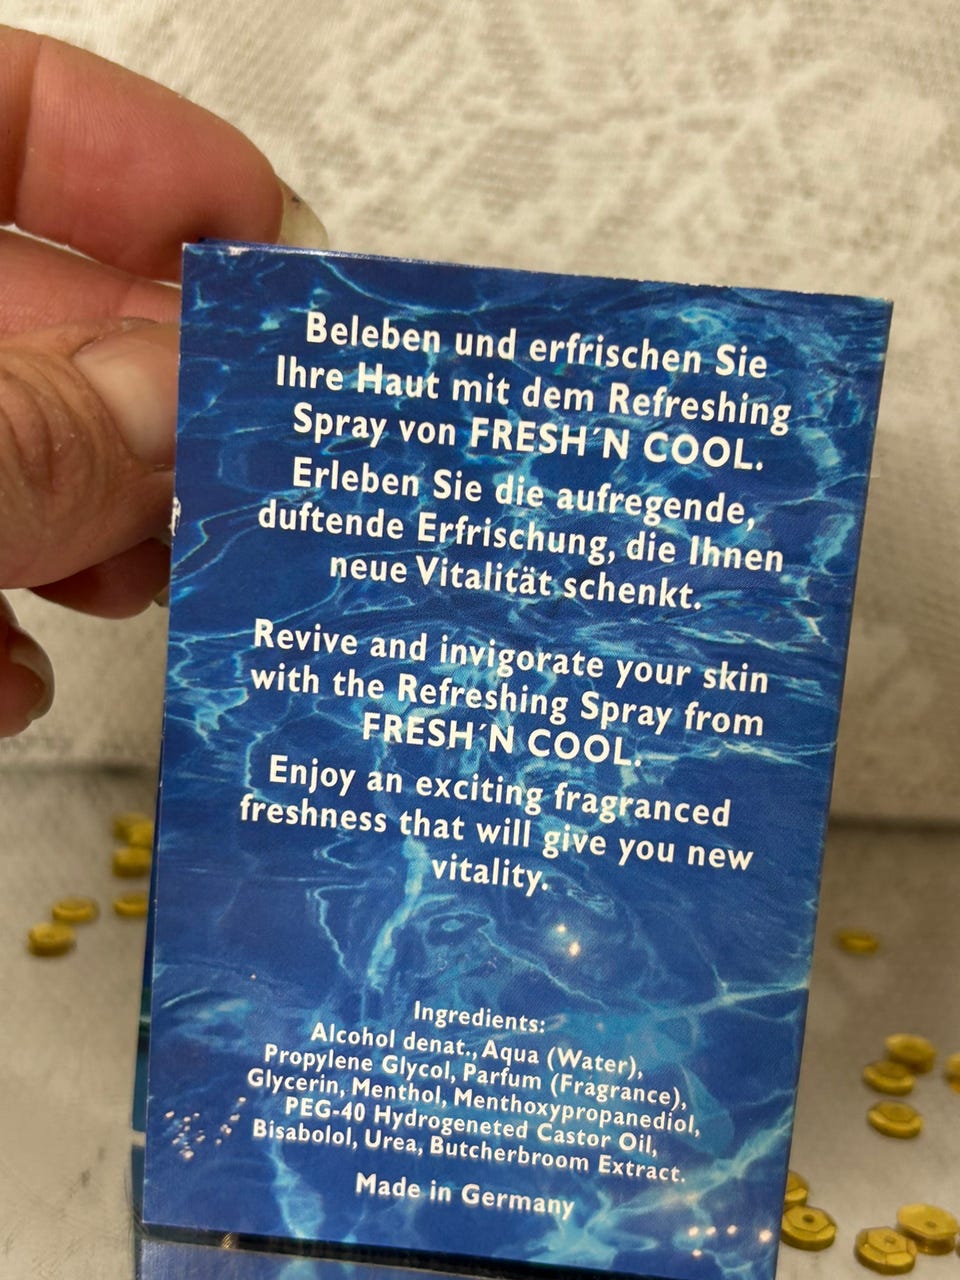 Beleben und erfrischen Sie
Ihre Haut mit dem Refreshing
Spray von FRESH´N COOL.
Erleben Sie die aufregende,
duftende Erfrischung, die Ihnen
neue Vitalität schenkt.
Revive and invigorate your skin
with the Refreshing Spray from
FRESH´N COOL.
Enjoy an exciting fragranced
freshness that will give you new
vitality.
Ingredients:
Alcohol denat., Aqua (Water),
Propylene Glycol, Parfum (Fragrance),
Glycerin, Menthol, Menthoxypropanediol,
PEG-40 Hydrogeneted Castor Oil,
Bisabolol, Urea, Butcherbroom Extract.
Made in Germany